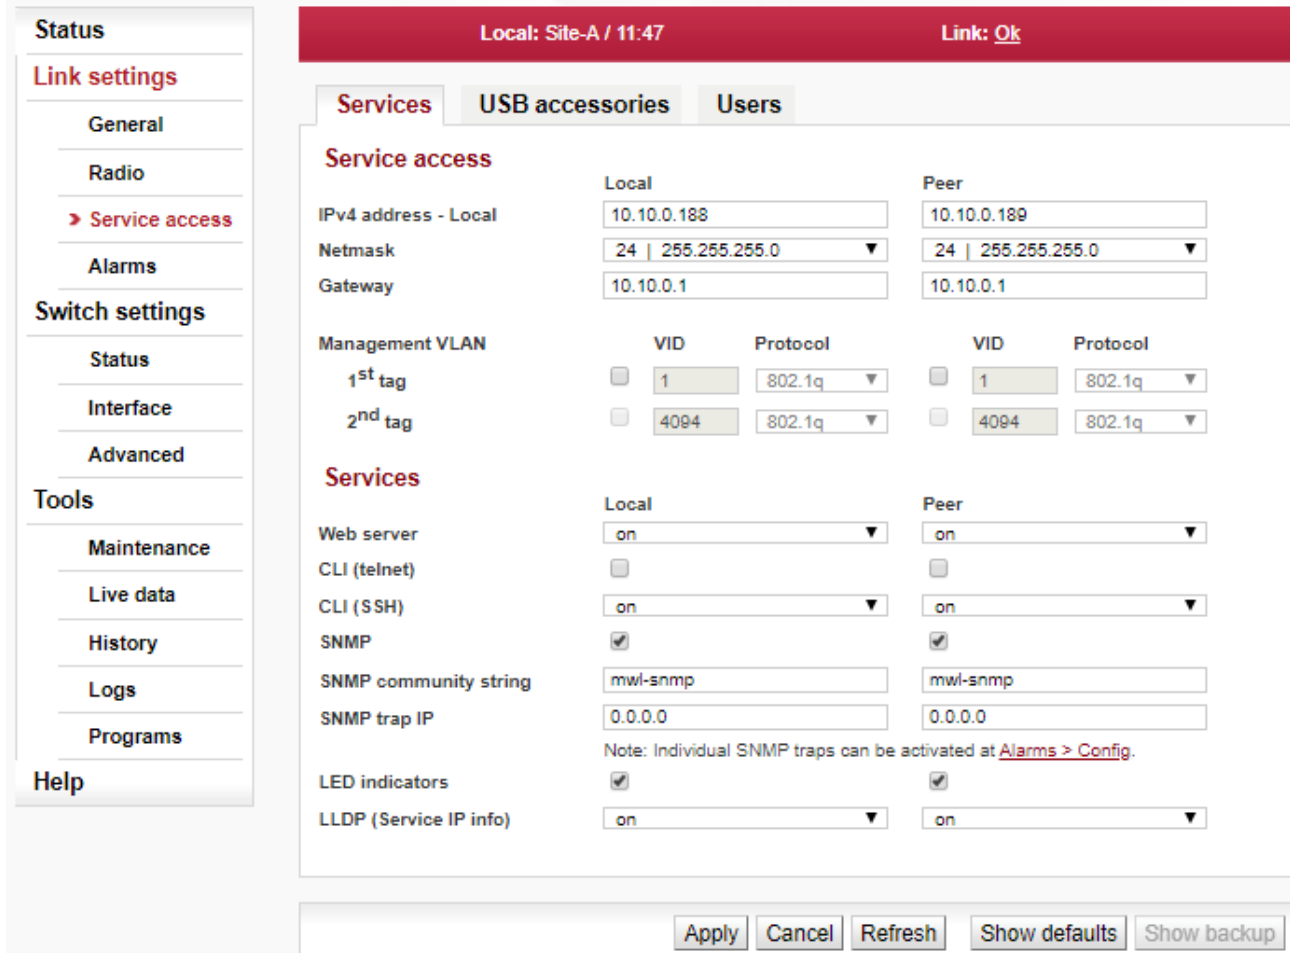 Status
Link settings
General
Radio
Service access
Alarms
Switch settings
Status
Interface
Advanced
Tools
Maintenance
Live data
History
Logs
Programs
Help
Local: Site-A / 11:47 Link: Ok
Services USB accessories Users
Service access
Local Peer
IPv4 address - Local 10.10.0.188 10.10.0.189
Netmask 24 | 255.255.255.0 24 | 255.255.255.0
Gateway 10.10.0.1 10.10.0.1
Management VLAN VID Protocol VID Protocol
1st tag 1 802.1q 1 802.1q
2nd tag 4094 802.1q 4094 802.1q
Services
Local Peer
Web server on on
CLI (telnet)
CLI (SSH) on on
SNMP
SNMP community string mwl-snmp mwl-snmp
SNMP trap IP 0.0.0.0 0.0.0.0
Note: Individual SNMP traps can be activated at Alarms > Config.
LED indicators
LLDP (Service IP info) on on
Apply Cancel Refresh Show defaults Show backup